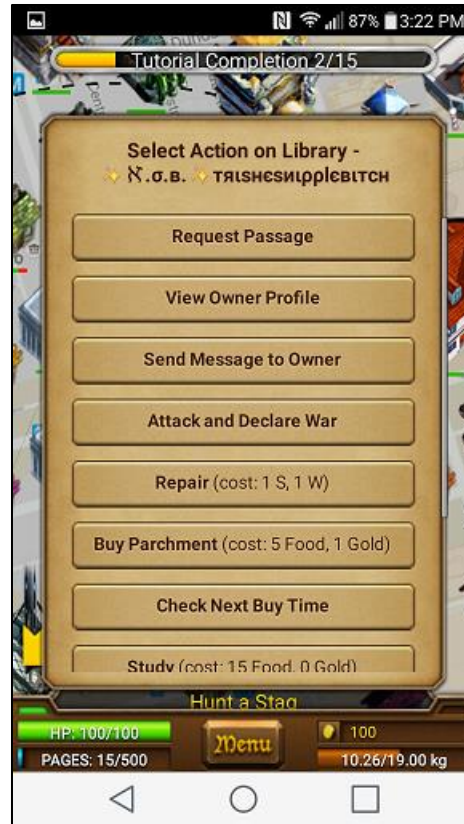 87% 3:22 PM
Tutorial Completion 2/15
Select Action on Library -
✨ ℵ.σ.в. ✨ тяιѕнєѕиιρρlєвιтcн
Request Passage
View Owner Profile
Send Message to Owner
Attack and Declare War
Repair (cost: 1 S, 1 W)
Buy Parchment (cost: 5 Food, 1 Gold)
Check Next Buy Time
Study (cost: 15 Food, 0 Gold)
Hunt a Stag
HP: 100/100
Menu
100
PAGES: 15/500
10.26/19.00 kg